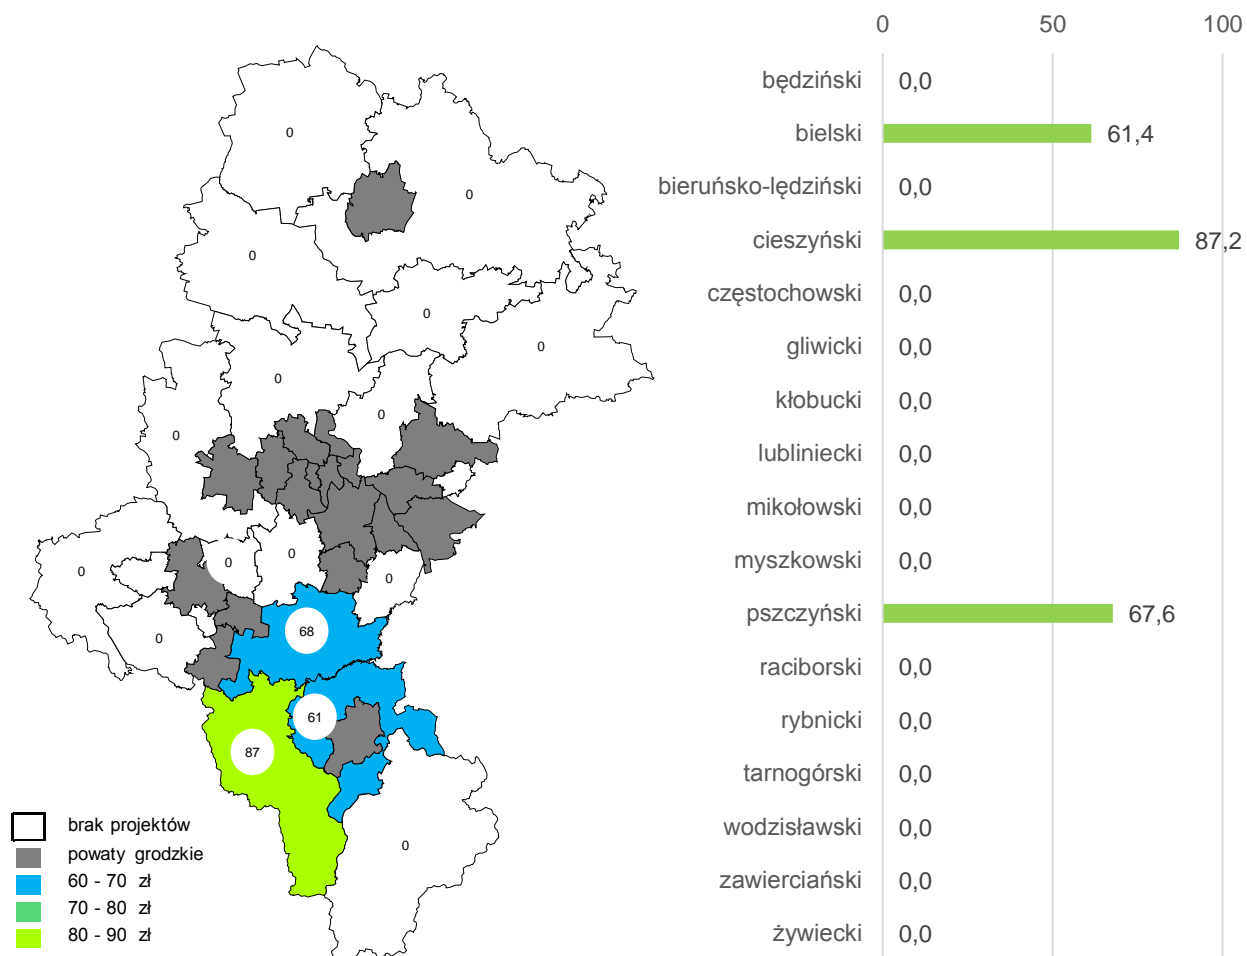 0
0
0
0
0
0
0
0
0
0
0
0
0
68
61
87
0
brak projektów
powaty grodzkie
60 - 70 zł
70 - 80 zł
80 - 90 zł
0 50 100
będziński 0,0
bielski 61,4
bieruńsko-lędziński 0,0
cieszyński 87,2
częstochowski 0,0
gliwicki 0,0
kłobucki 0,0
lubliniecki 0,0
mikołowski 0,0
myszkowski 0,0
pszczyński 67,6
raciborski 0,0
rybnicki 0,0
tarnogórski 0,0
wodzisławski 0,0
zawierciański 0,0
żywiecki 0,0